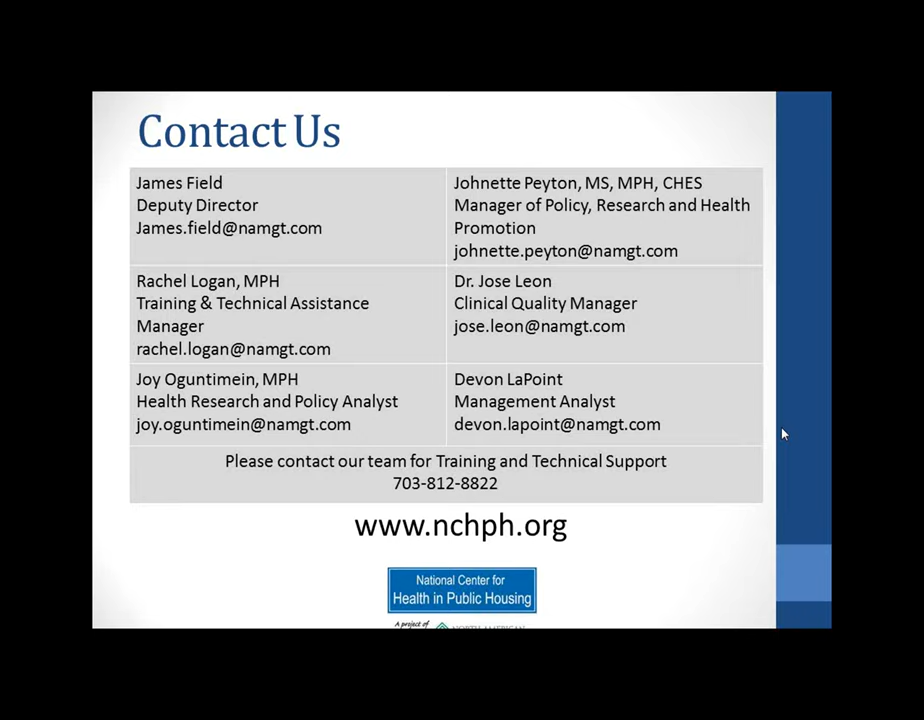 Contact Us
James Field
Deputy Director
James.field@namgt.com
Johnette Peyton, MS, MPH, CHES
Manager of Policy, Research and Health
Promotion
johnette.peyton@namgt.com
Rachel Logan, MPH
Training & Technical Assistance
Manager
rachel.logan@namgt.com
Dr. Jose Leon
Clinical Quality Manager
jose.leon@namgt.com
Joy Oguntimein, MPH
Health Research and Policy Analyst
joy.oguntimein@namgt.com
Devon LaPoint
Management Analyst
devon.lapoint@namgt.com
Please contact our team for Training and Technical Support
703-812-8822
www.nchph.org
National Center for
Health in Public Housing
A project of NORTH AMERICAN